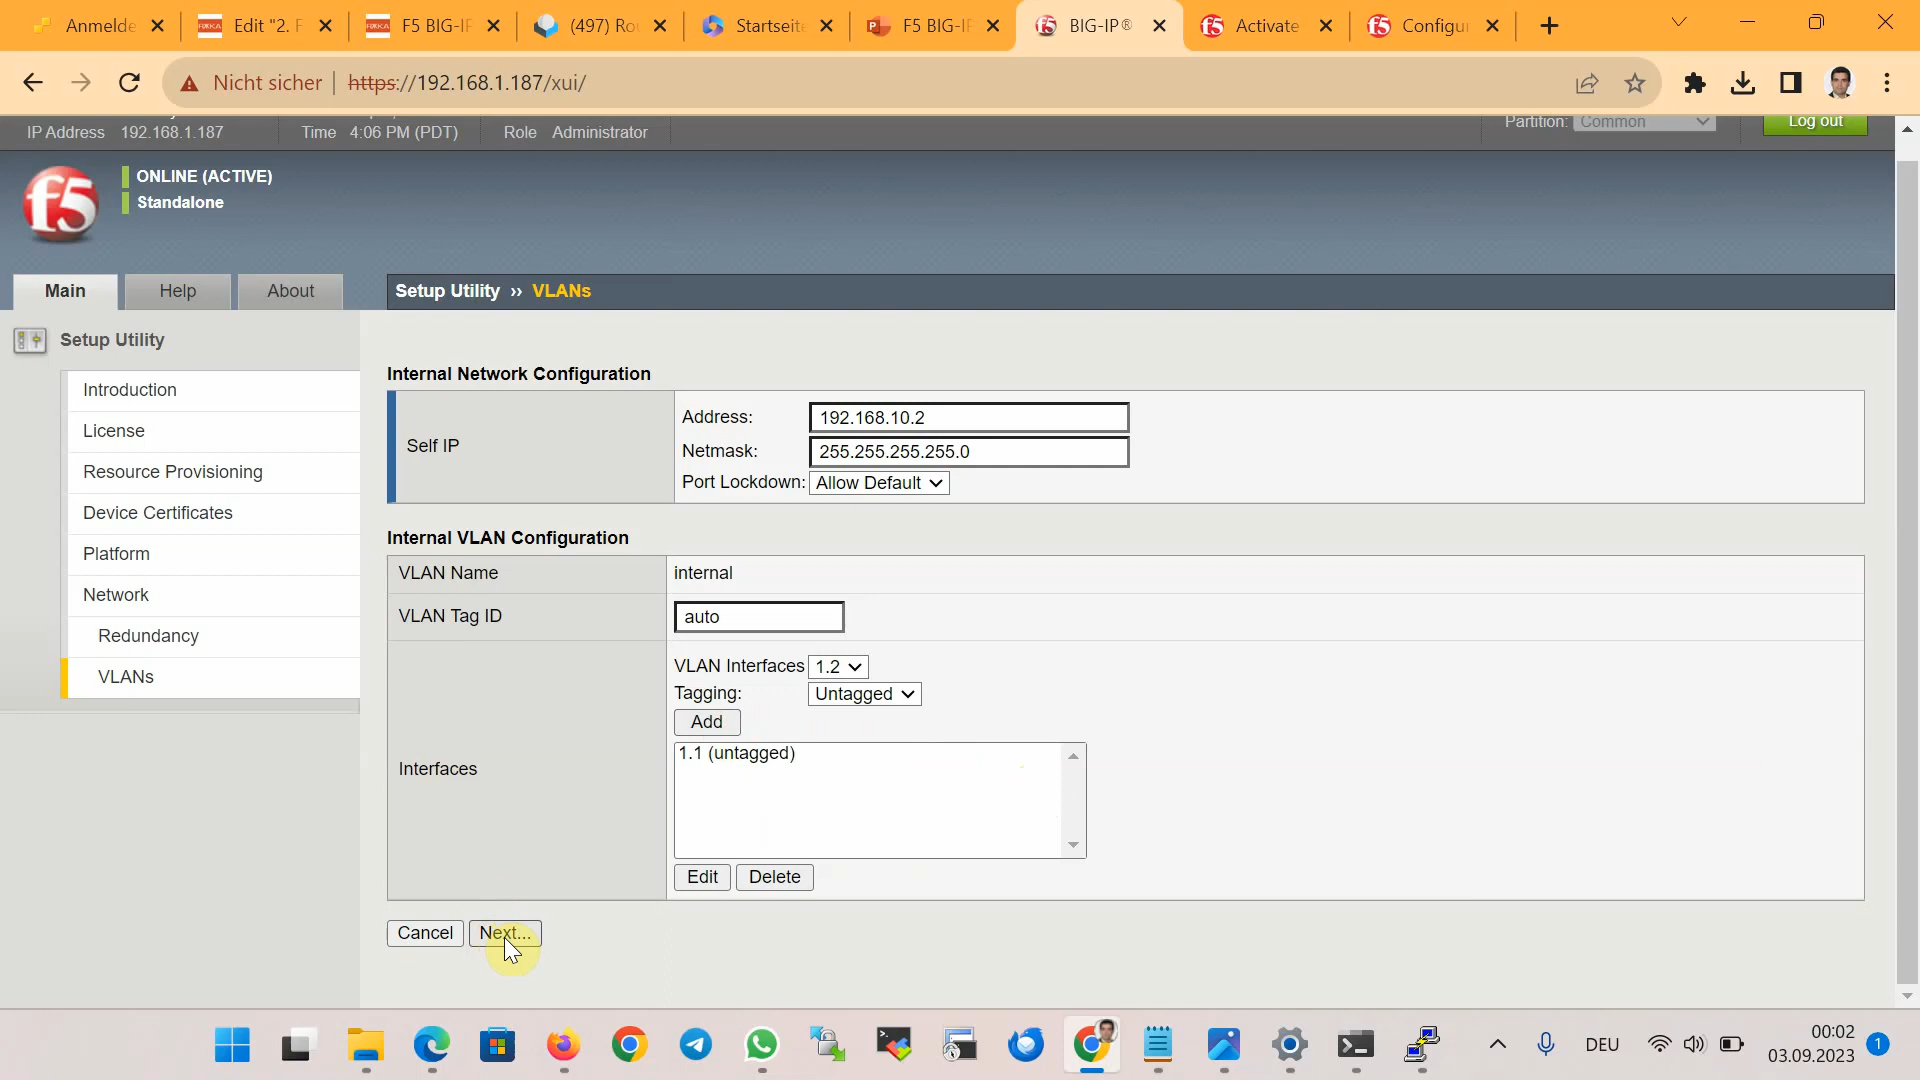 Anmelde
Edit "2. F
F5 BIG-IP
(497) Rou
Startseite
F5 BIG-IP
BIG-IP®
Activate
Configur
Nicht sicher
https://192.168.1.187/xui/
IP Address 192.168.1.187
Time 4:06 PM (PDT)
Role Administrator
Partition: Common
Log out
f5
ONLINE (ACTIVE)
Standalone
Main
Help
About
Setup Utility ›› VLANs
Setup Utility
Introduction
License
Resource Provisioning
Device Certificates
Platform
Network
Redundancy
VLANs
Internal Network Configuration
Self IP
Address: 192.168.10.2
Netmask: 255.255.255.255.0
Port Lockdown: Allow Default
Internal VLAN Configuration
VLAN Name internal
VLAN Tag ID auto
Interfaces
VLAN Interfaces 1.2
Tagging: Untagged
Add
1.1 (untagged)
Edit Delete
Cancel Next...
DEU
00:02
03.09.2023
1